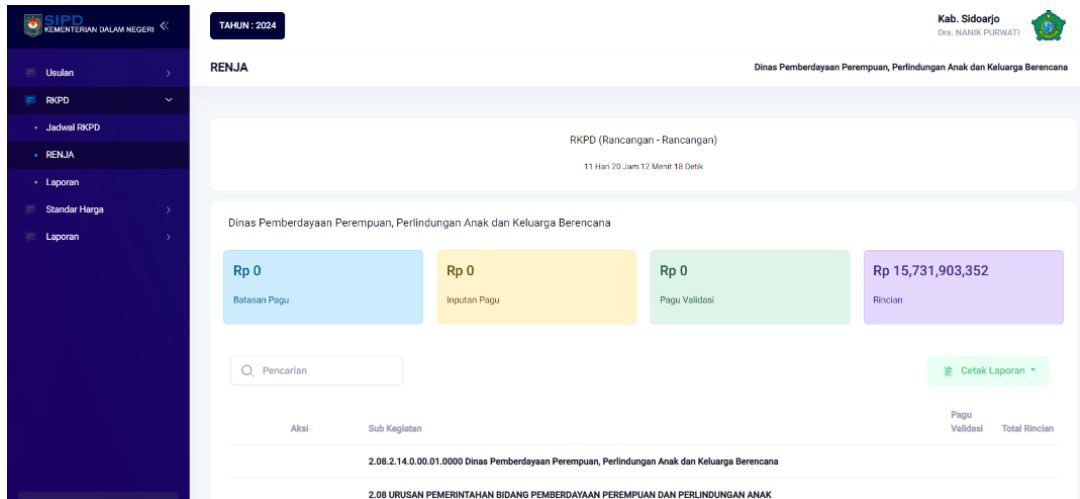 SIPD
KEMENTERIAN DALAM NEGERI
TAHUN : 2024
Kab. Sidoarjo
Dra. NANIK PURWATI
Usulan
RKPD
Jadwal RKPD
RENJA
Laporan
Standar Harga
Laporan
RENJA
Dinas Pemberdayaan Perempuan, Perlindungan Anak dan Keluarga Berencana
RKPD (Rancangan - Rancangan)
11 Hari 20 Jam 12 Menit 18 Detik
Dinas Pemberdayaan Perempuan, Perlindungan Anak dan Keluarga Berencana
Rp 0
Batasan Pagu
Rp 0
Inputan Pagu
Rp 0
Pagu Validasi
Rp 15,731,903,352
Rincian
Pencarian
Cetak Laporan
Aksi
Sub Kegiatan
Pagu
Validasi
Total Rincian
2.08.2.14.0.00.01.0000 Dinas Pemberdayaan Perempuan, Perlindungan Anak dan Keluarga Berencana
2.08 URUSAN PEMERINTAHAN BIDANG PEMBERDAYAAN PEREMPUAN DAN PERLINDUNGAN ANAK